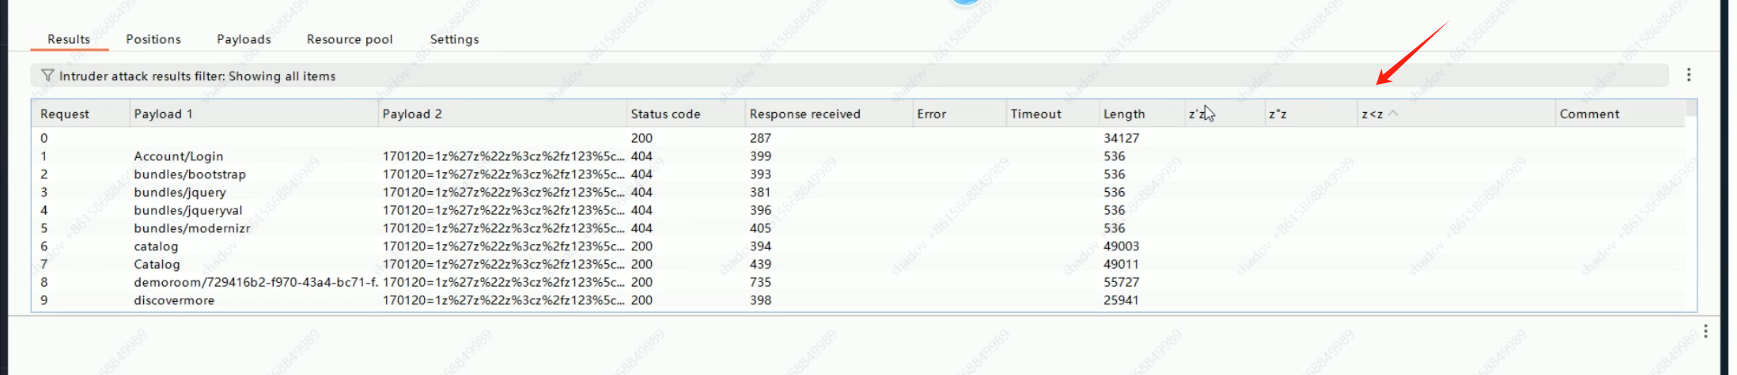 Results Positions Payloads Resource pool Settings
Intruder attack results filter: Showing all items
Request Payload 1 Payload 2 Status code Response received Error Timeout Length z'z z"z z<z Comment
0 200 287 34127
1 Account/Login 170120=1z%27z%22z%3cz%2fz123%5c... 404 399 536
2 bundles/bootstrap 170120=1z%27z%22z%3cz%2fz123%5c... 404 393 536
3 bundles/jquery 170120=1z%27z%22z%3cz%2fz123%5c... 404 381 536
4 bundles/jqueryval 170120=1z%27z%22z%3cz%2fz123%5c... 404 396 536
5 bundles/modernizr 170120=1z%27z%22z%3cz%2fz123%5c... 404 405 536
6 catalog 170120=1z%27z%22z%3cz%2fz123%5c... 200 394 49003
7 Catalog 170120=1z%27z%22z%3cz%2fz123%5c... 200 439 49011
8 demoroom/729416b2-f970-43a4-bc71-f. 170120=1z%27z%22z%3cz%2fz123%5c... 200 735 55727
9 discovermore 170120=1z%27z%22z%3cz%2fz123%5c... 200 398 25941